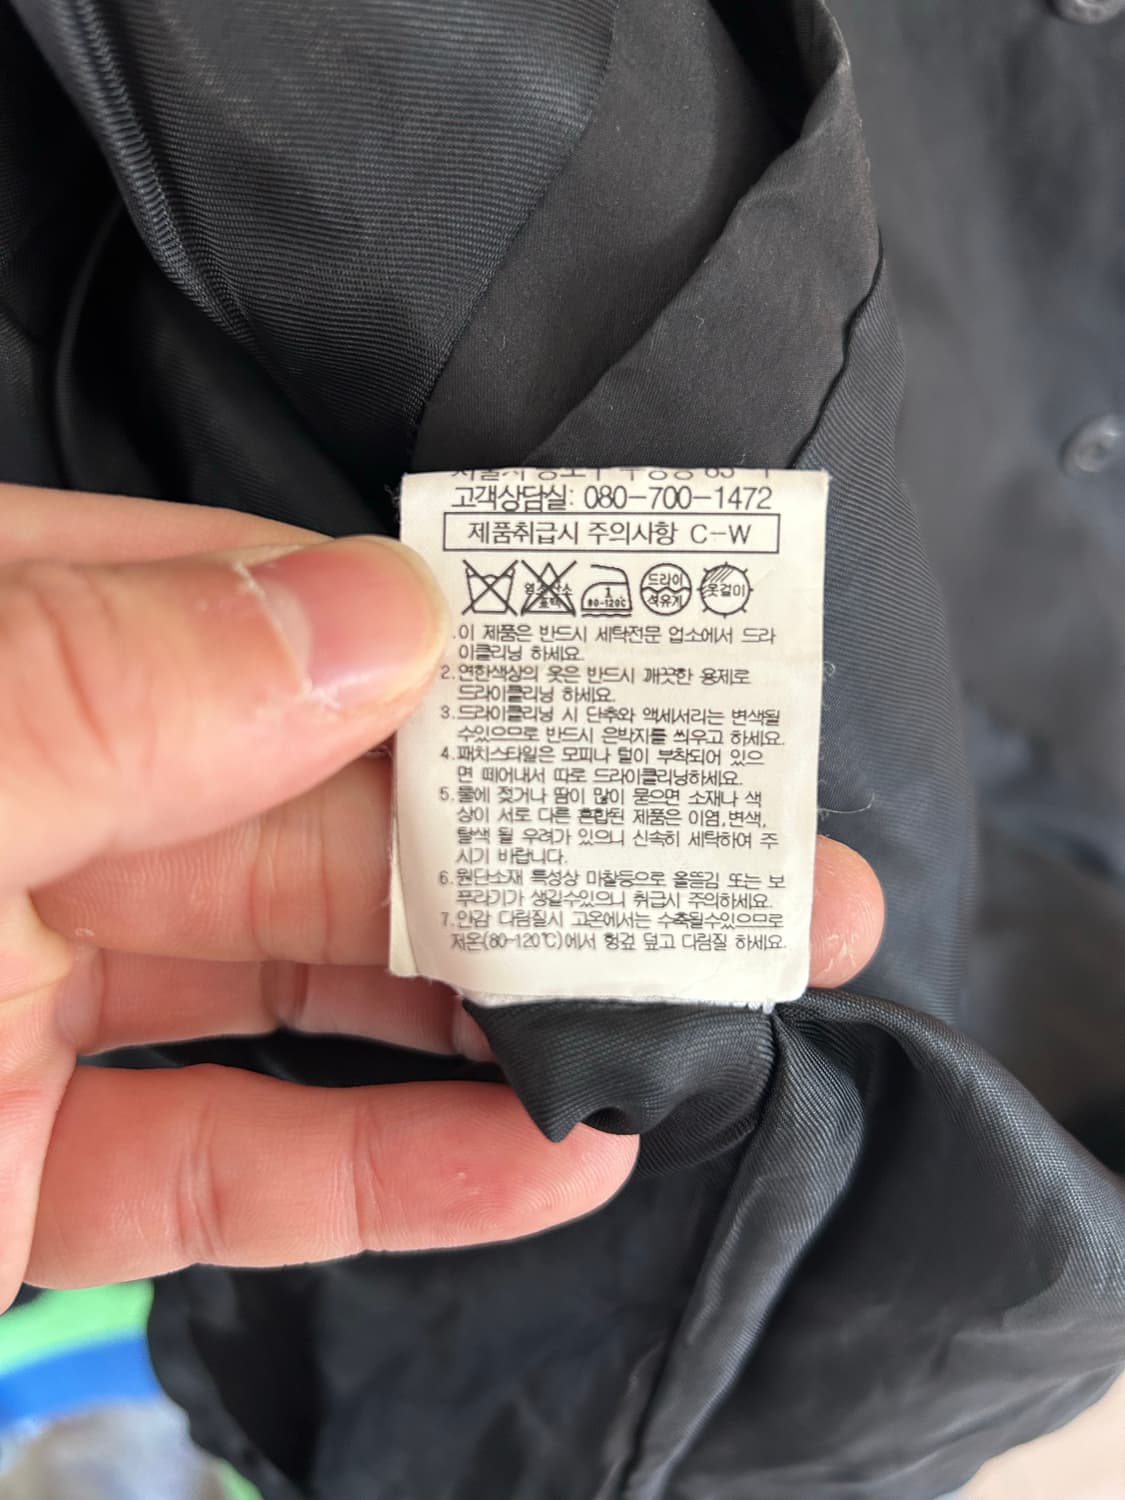 고객상담실: 080-700-1472
제품취급시 주의사항 C-W
염소 산소 표백
1 80-120℃
드라이 석유계
옷걸이
.이 제품은 반드시 세탁전문 업소에서 드라
이클리닝 하세요.
2.연한색상의 옷은 반드시 깨끗한 용제로
드라이클리닝 하세요.
3.드라이클리닝 시 단추와 액세서리는 변색될
수있으므로 반드시 은박지를 씌우고 하세요.
4.패치스타일은 모피나 털이 부착되어 있으
면 떼어내서 따로 드라이클리닝하세요.
5.물에 젖거나 땀이 많이 묻으면 소재나 색
상이 서로 다른 혼합된 제품은 이염,변색,
탈색 될 우려가 있으니 신속히 세탁하여 주
시기 바랍니다.
6.원단소재 특성상 마찰등으로 올뜯김 또는 보
푸라기가 생길수있으니 취급시 주의하세요.
7.안감 다림질시 고온에서는 수축될수있으므로
저온(80-120℃)에서 헝겊 덮고 다림질 하세요.